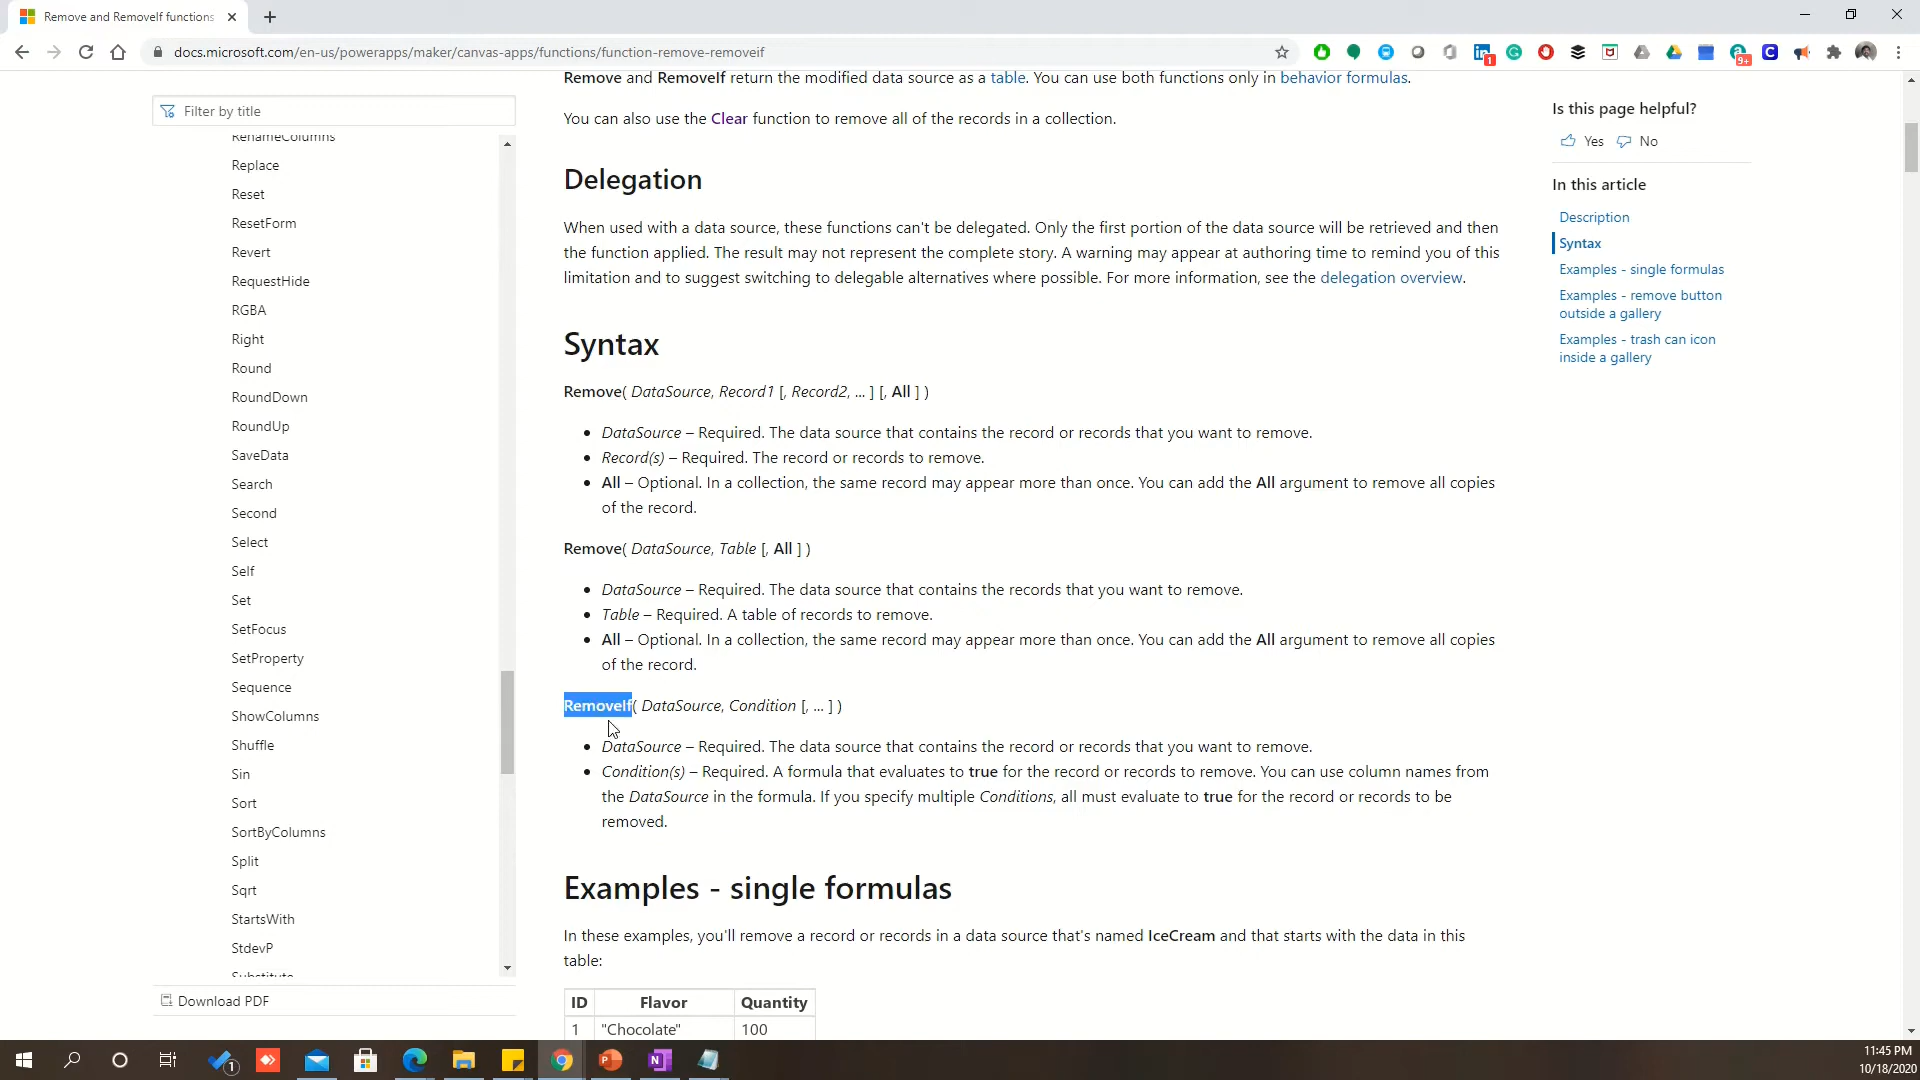 Remove and RemoveIf functions
docs.microsoft.com/en-us/powerapps/maker/canvas-apps/functions/function-remove-removeif
1
9+
Filter by title
RenameColumns
Replace
Reset
ResetForm
Revert
RequestHide
RGBA
Right
Round
RoundDown
RoundUp
SaveData
Search
Second
Select
Self
Set
SetFocus
SetProperty
Sequence
ShowColumns
Shuffle
Sin
Sort
SortByColumns
Split
Sqrt
StartsWith
StdevP
Substitute
Download PDF
Remove and RemoveIf return the modified data source as a table. You can use both functions only in behavior formulas.
You can also use the Clear function to remove all of the records in a collection.
Delegation
When used with a data source, these functions can't be delegated. Only the first portion of the data source will be retrieved and then
the function applied. The result may not represent the complete story. A warning may appear at authoring time to remind you of this
limitation and to suggest switching to delegable alternatives where possible. For more information, see the delegation overview.
Syntax
Remove( DataSource, Record1 [, Record2, ... ] [, All ] )
• DataSource – Required. The data source that contains the record or records that you want to remove.
• Record(s) – Required. The record or records to remove.
• All – Optional. In a collection, the same record may appear more than once. You can add the All argument to remove all copies
of the record.
Remove( DataSource, Table [, All ] )
• DataSource – Required. The data source that contains the records that you want to remove.
• Table – Required. A table of records to remove.
• All – Optional. In a collection, the same record may appear more than once. You can add the All argument to remove all copies
of the record.
RemoveIf( DataSource, Condition [, ... ] )
• DataSource – Required. The data source that contains the record or records that you want to remove.
• Condition(s) – Required. A formula that evaluates to true for the record or records to remove. You can use column names from
the DataSource in the formula. If you specify multiple Conditions, all must evaluate to true for the record or records to be
removed.
Examples - single formulas
In these examples, you'll remove a record or records in a data source that's named IceCream and that starts with the data in this
table:
ID Flavor Quantity
1 "Chocolate" 100
Is this page helpful?
Yes No
In this article
Description
Syntax
Examples - single formulas
Examples - remove button
outside a gallery
Examples - trash can icon
inside a gallery
1
11:45 PM
10/18/2020